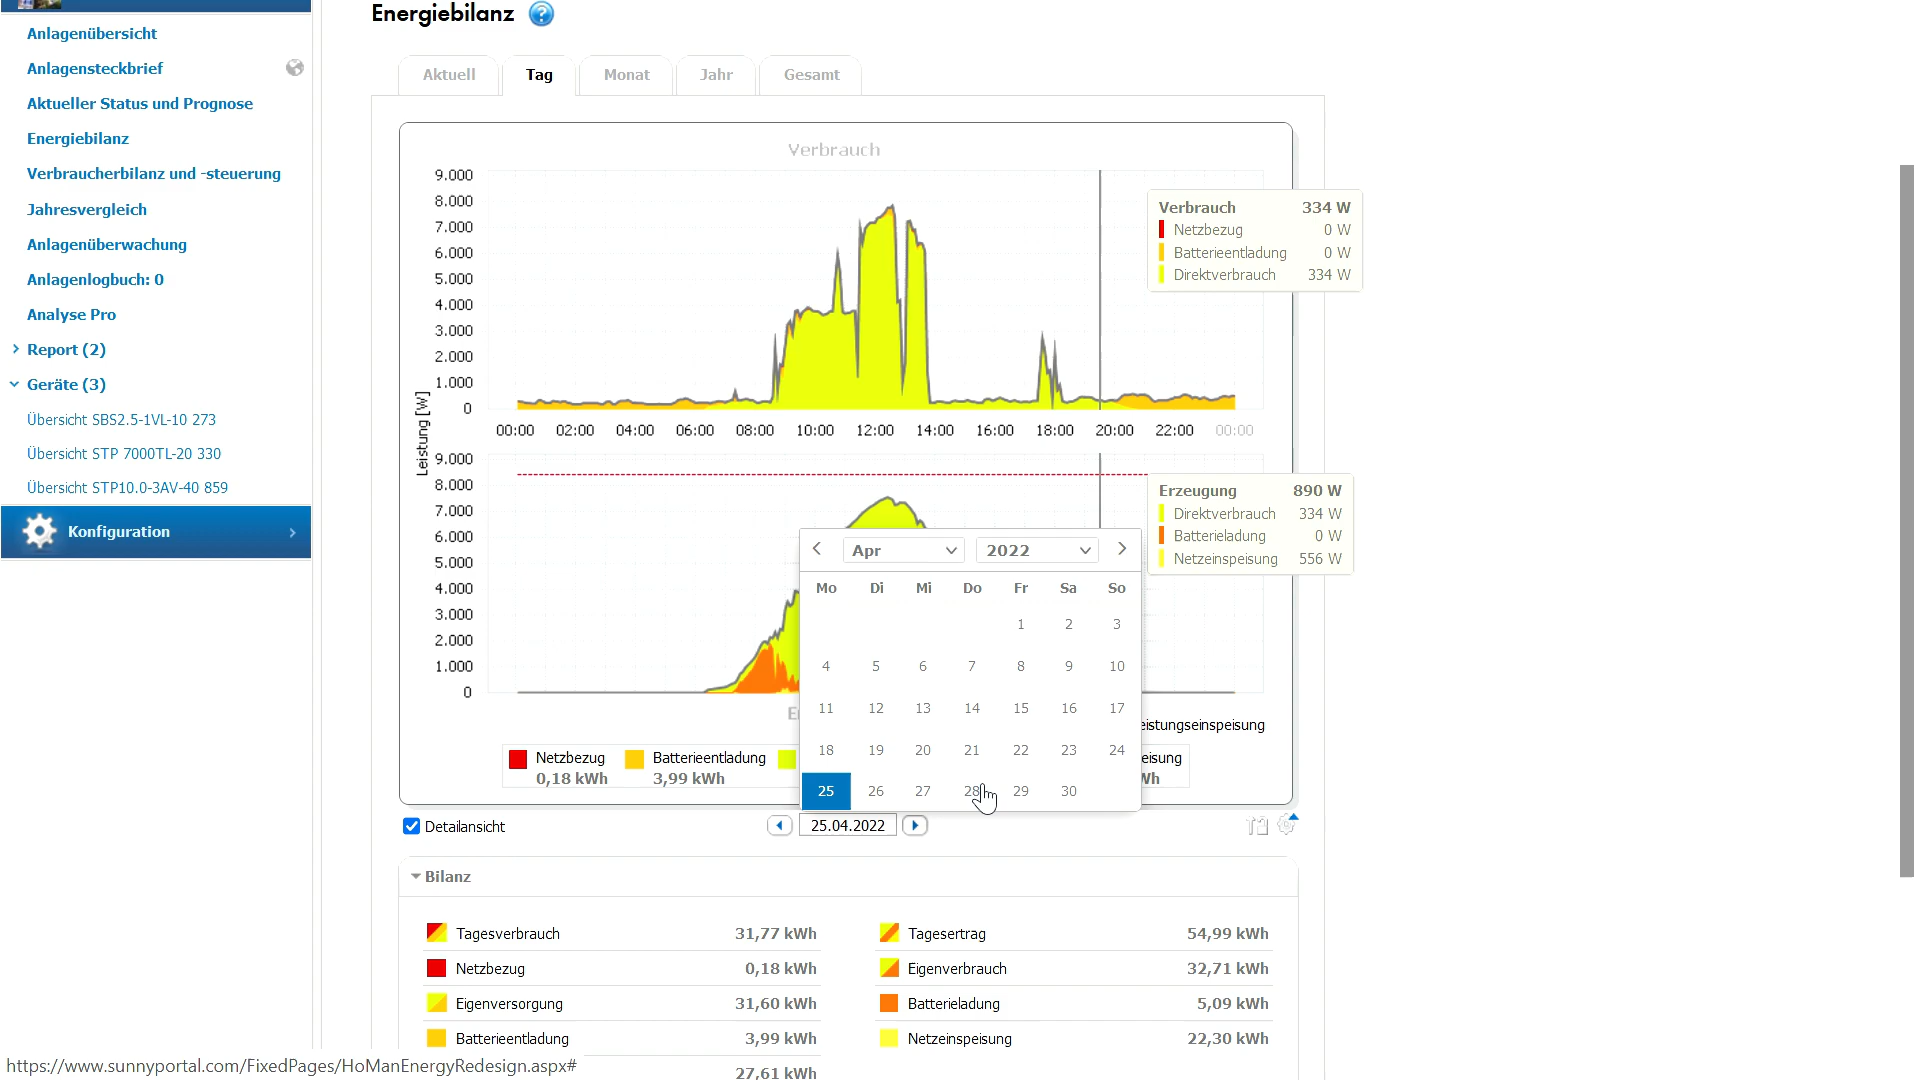 Energiebilanz
Anlagenübersicht
Anlagensteckbrief
Aktueller Status und Prognose
Energiebilanz
Verbraucherbilanz und -steuerung
Jahresvergleich
Anlagenüberwachung
Anlagenlogbuch: 0
Analyse Pro
Report (2)
Geräte (3)
Übersicht SBS2.5-1VL-10 273
Übersicht STP 7000TL-20 330
Übersicht STP10.0-3AV-40 859
Konfiguration
Aktuell Tag Monat Jahr Gesamt
Verbrauch
9.000
8.000
7.000
6.000
5.000
4.000
3.000
2.000
1.000
0
00:00 02:00 04:00 06:00 08:00 10:00 12:00 14:00 16:00 18:00 20:00 22:00 00:00
Leistung [W]
Verbrauch 334 W
Netzbezug 0 W
Batterieentladung 0 W
Direktverbrauch 334 W
9.000
8.000
7.000
6.000
5.000
4.000
3.000
2.000
1.000
0
Erzeugung 890 W
Direktverbrauch 334 W
Batterieladung 0 W
Netzeinspeisung 556 W
Apr 2022
Mo Di Mi Do Fr Sa So
1 2 3
4 5 6 7 8 9 10
11 12 13 14 15 16 17
18 19 20 21 22 23 24
25 26 27 28 29 30
eistungseinspeisung
Netzbezug Batterieentladung eisung
0,18 kWh 3,99 kWh
Detailansicht 25.04.2022
Bilanz
Tagesverbrauch 31,77 kWh
Netzbezug 0,18 kWh
Eigenversorgung 31,60 kWh
Batterieentladung 3,99 kWh
27,61 kWh
Tagesertrag 54,99 kWh
Eigenverbrauch 32,71 kWh
Batterieladung 5,09 kWh
Netzeinspeisung 22,30 kWh
https://www.sunnyportal.com/FixedPages/HoManEnergyRedesign.aspx#